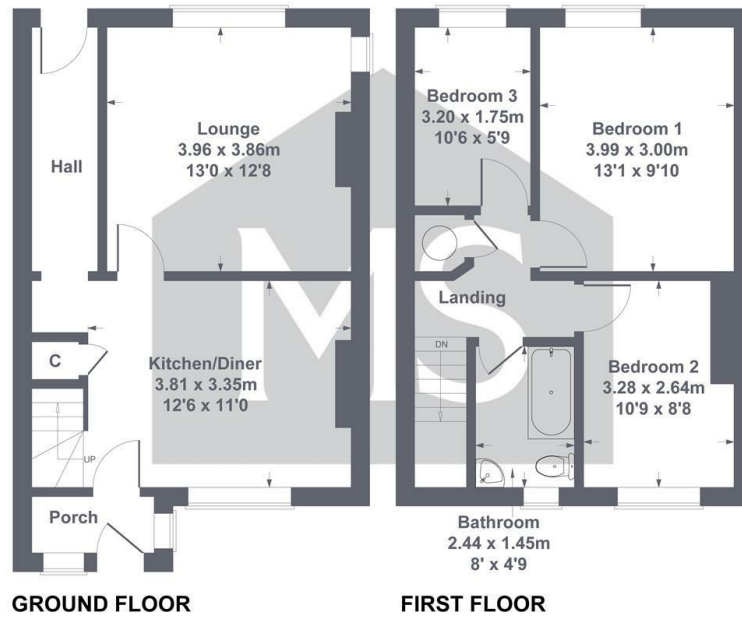 Lounge
3.96 x 3.86m
13'0 x 12'8
Hall
Kitchen/Diner
3.81 x 3.35m
12'6 x 11'0
C
UP
Porch
GROUND FLOOR
Bedroom 3
3.20 x 1.75m
10'6 x 5'9
Bedroom 1
3.99 x 3.00m
13'1 x 9'10
Landing
DN
Bedroom 2
3.28 x 2.64m
10'9 x 8'8
Bathroom
2.44 x 1.45m
8' x 4'9
FIRST FLOOR
MS